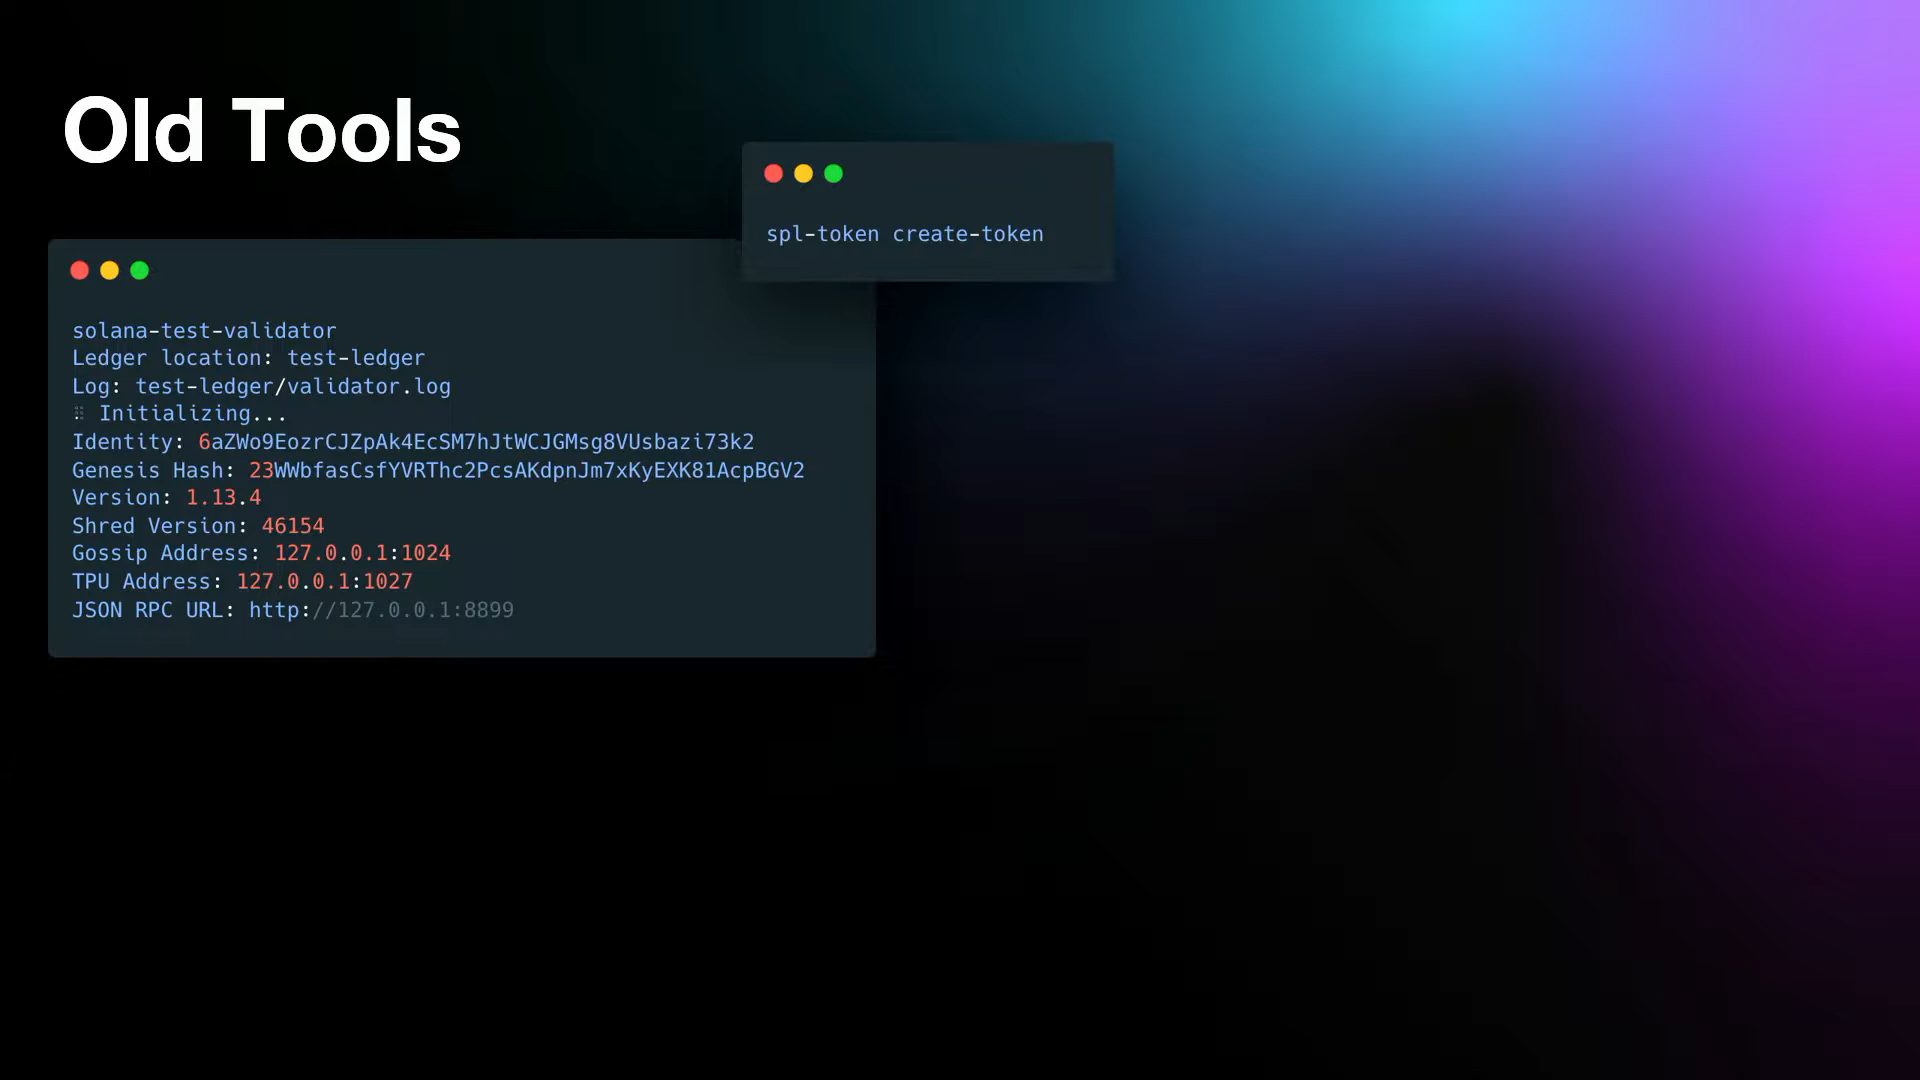 Old Tools
spl-token create-token
solana-test-validator
Ledger location: test-ledger
Log: test-ledger/validator.log
⠿ Initializing...
Identity: 6aZWo9EozrCJZpAk4EcSM7hJtWCJGMsg8VUsbazi73k2
Genesis Hash: 23WWbfasCsfYVRThc2PcsAKdpnJm7xKyEXK81AcpBGV2
Version: 1.13.4
Shred Version: 46154
Gossip Address: 127.0.0.1:1024
TPU Address: 127.0.0.1:1027
JSON RPC URL: http://127.0.0.1:8899